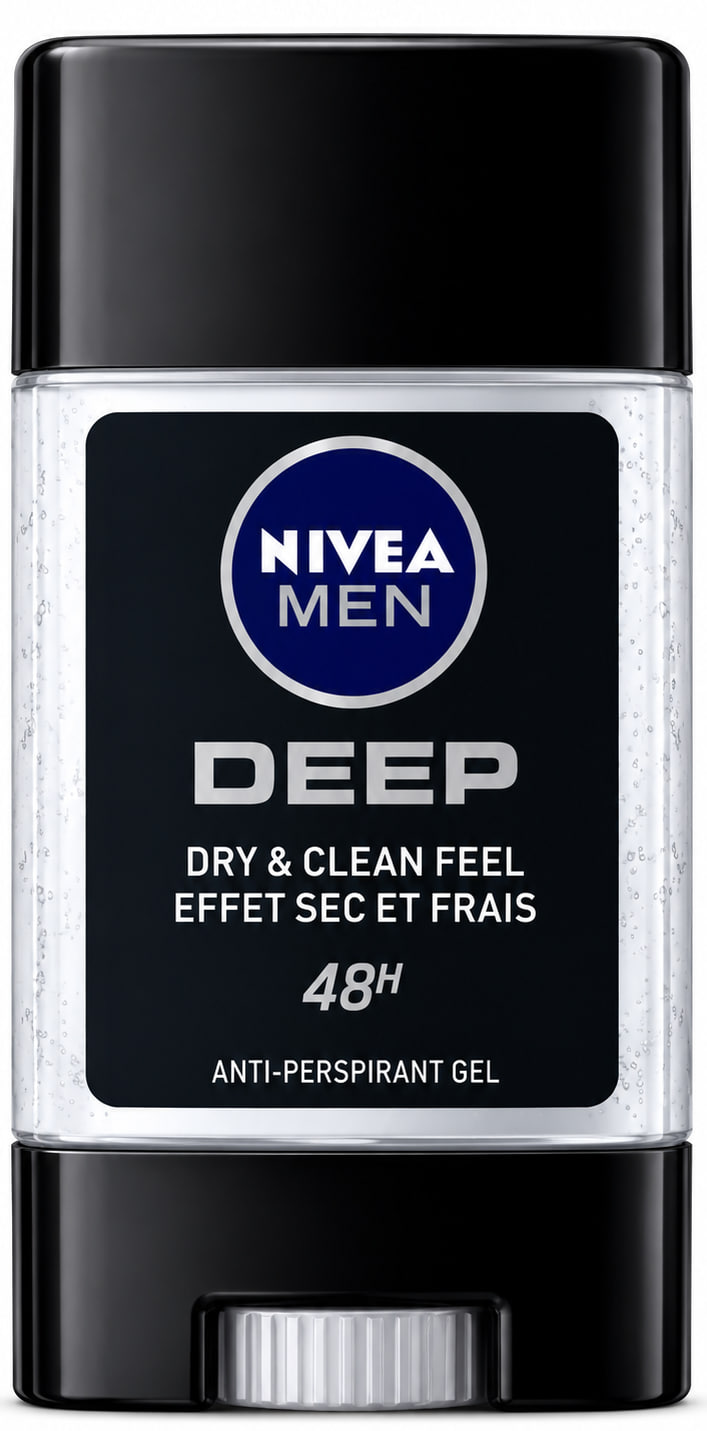 NIVEA
MEN
DEEP
DRY & CLEAN FEEL
EFFET SEC ET FRAIS
48H
ANTI-PERSPIRANT GEL